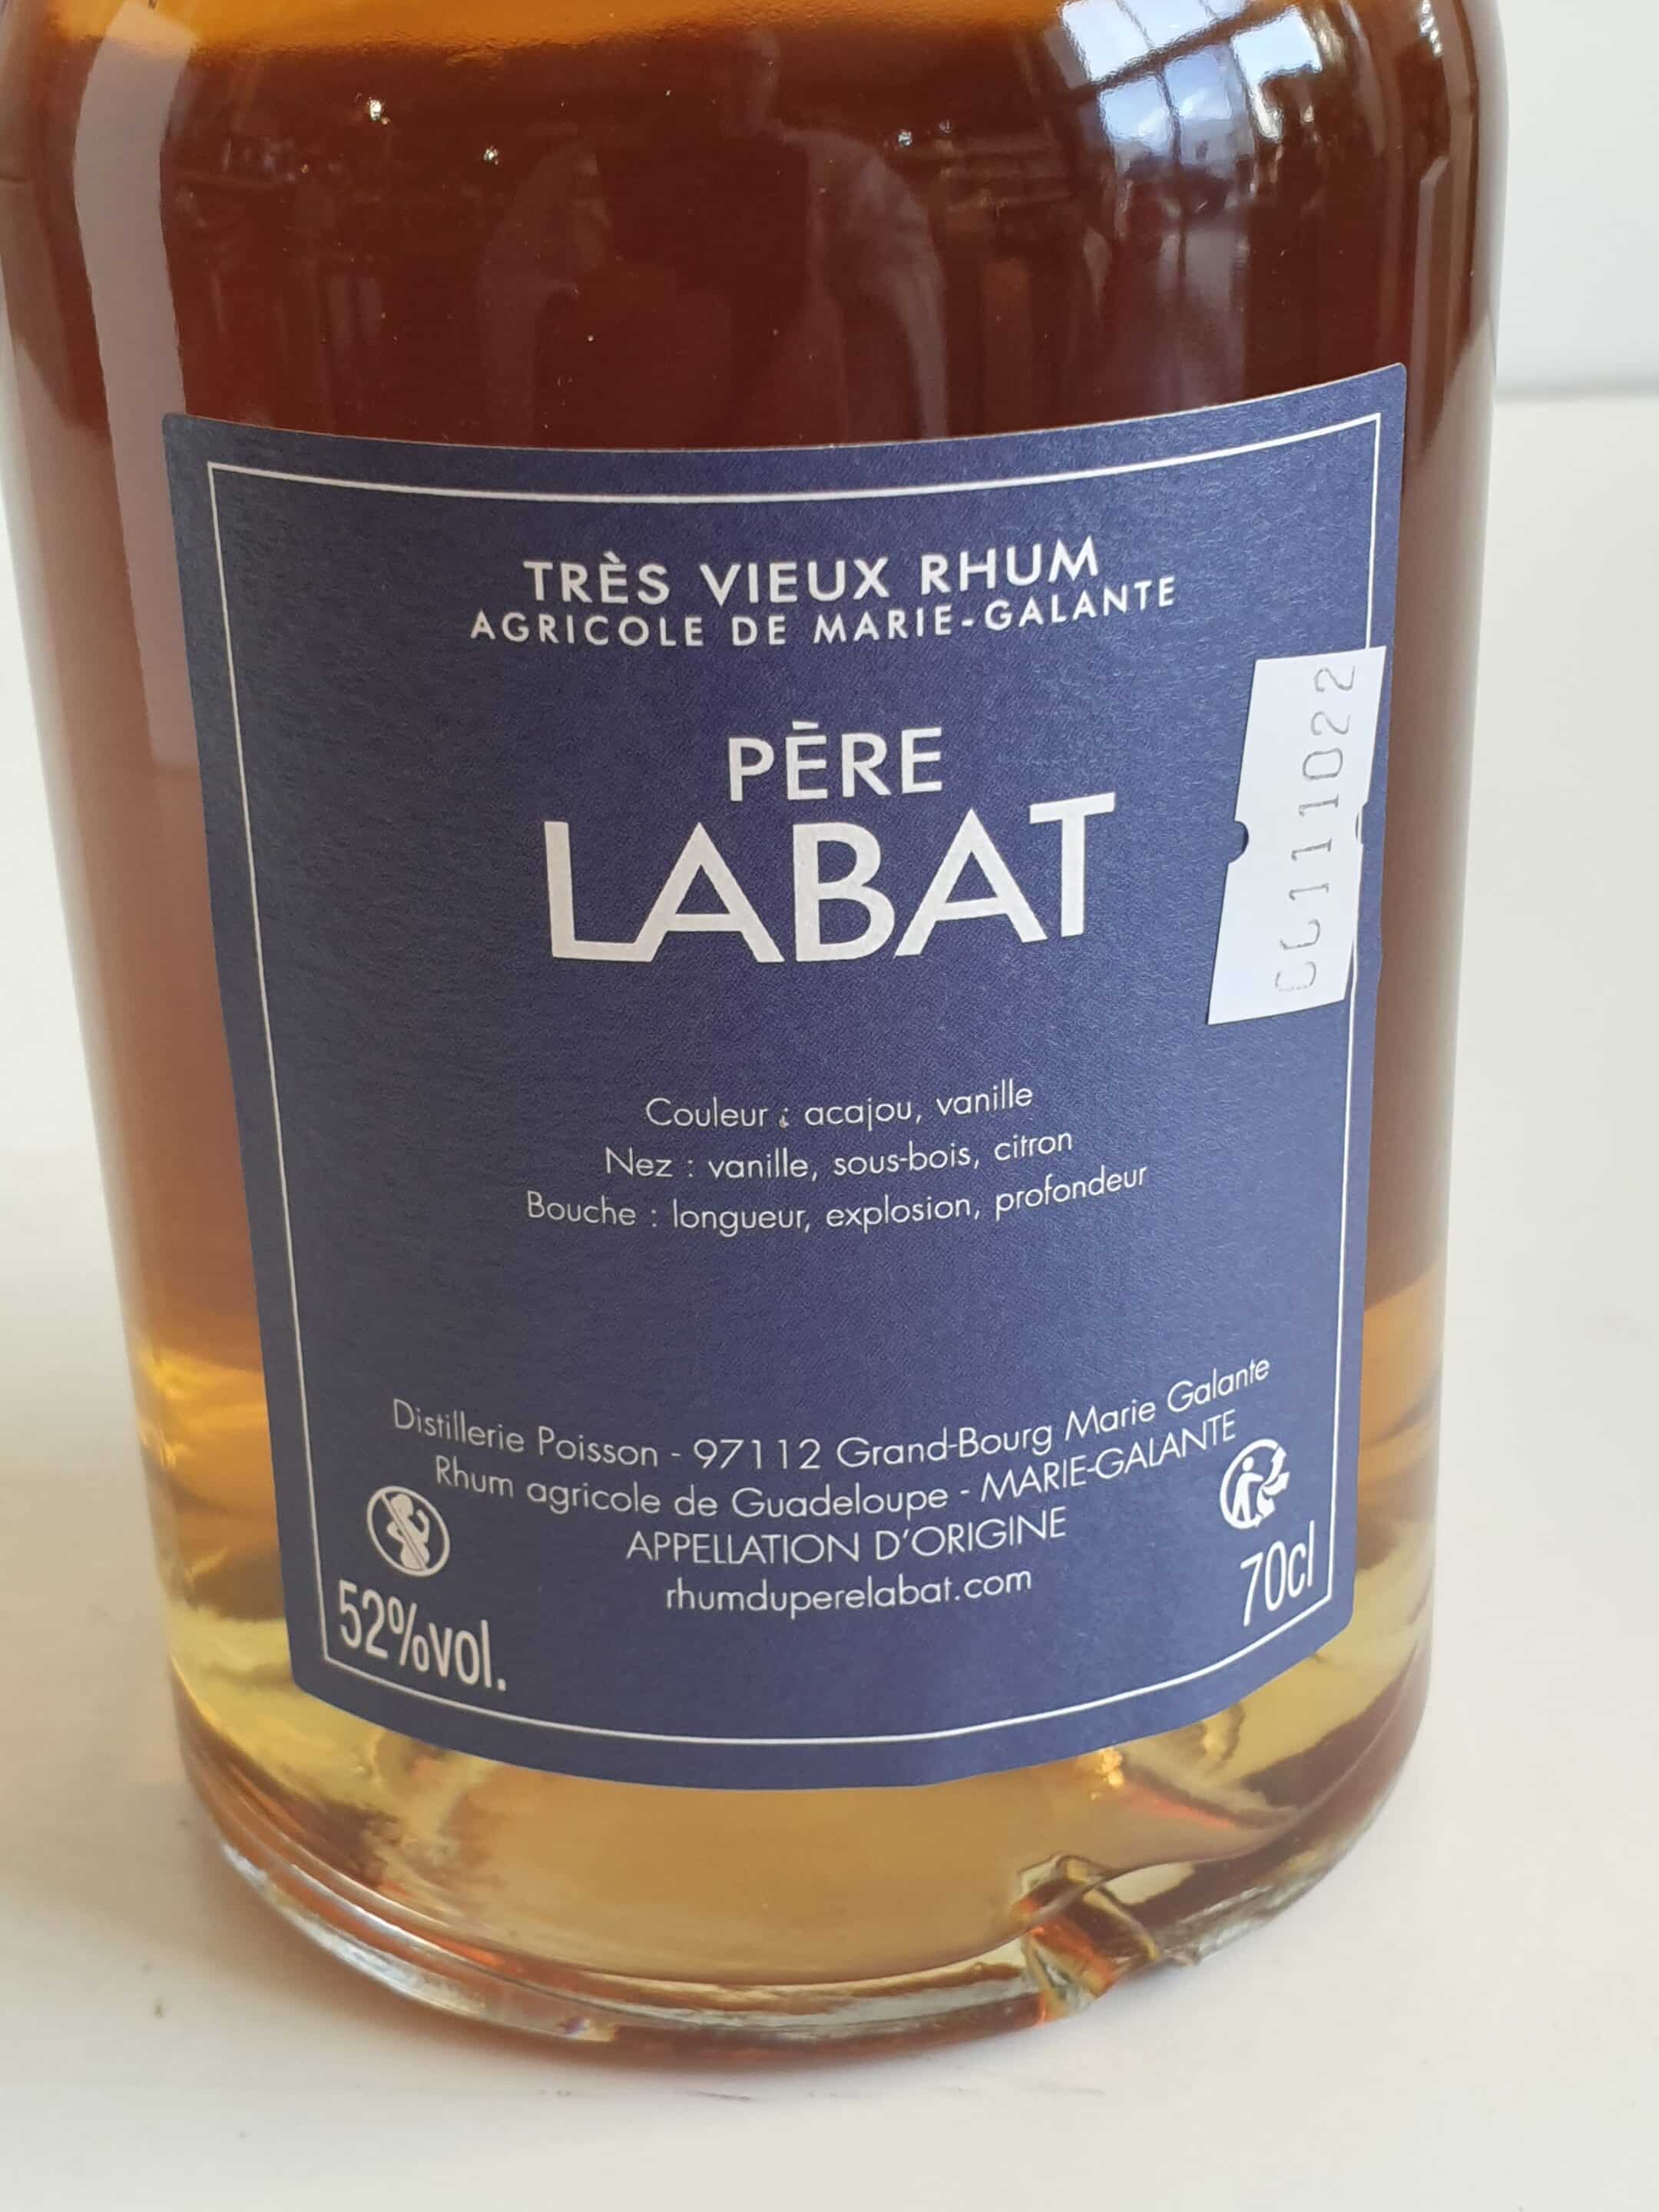 TRÈS VIEUX RHUM
AGRICOLE DE MARIE-GALANTE
PÈRE
LABAT
CC111022
Couleur : acajou, vanille
Nez : vanille, sous-bois, citron
Bouche : longueur, explosion, profondeur
Distillerie Poisson - 97112 Grand-Bourg Marie Galante
Rhum agricole de Guadeloupe - MARIE-GALANTE
APPELLATION D'ORIGINE
rhumduperelabat.com
52%vol.
70cl